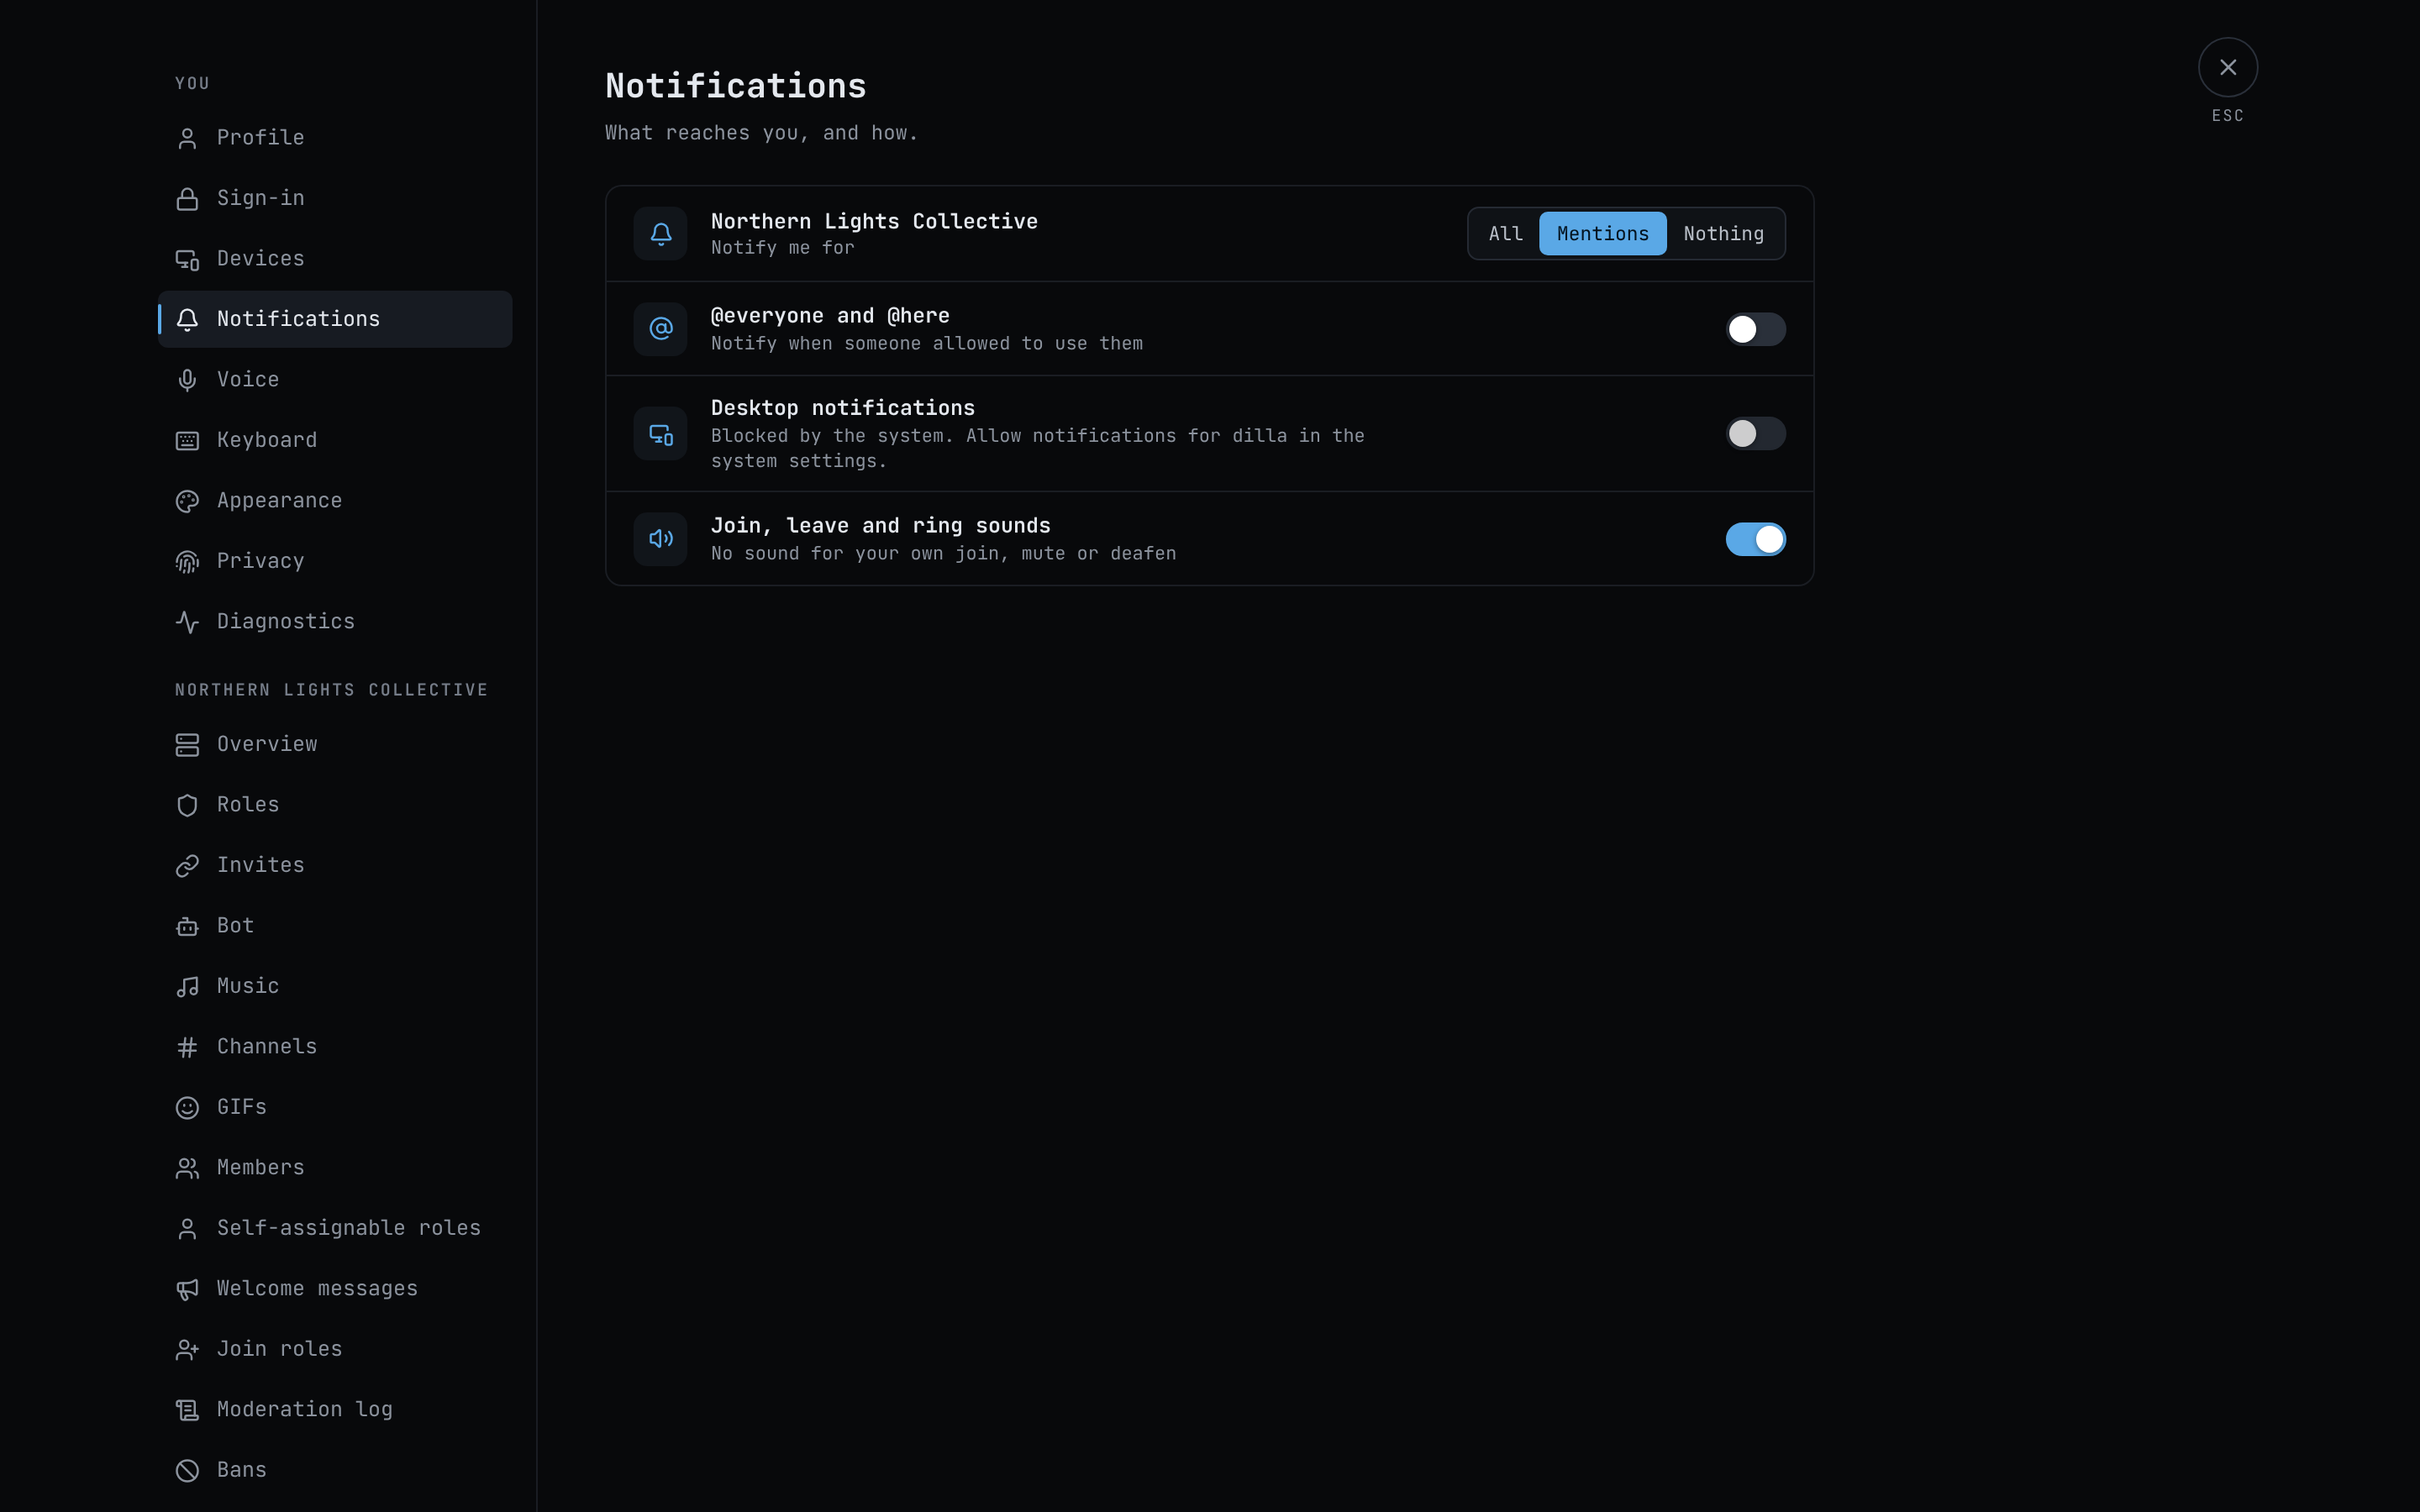 YOU
Profile
Sign-in
Devices
Notifications
Voice
Keyboard
Appearance
Privacy
Diagnostics
NORTHERN LIGHTS COLLECTIVE
Overview
Roles
Invites
Bot
Music
Channels
GIFs
Members
Self-assignable roles
Welcome messages
Join roles
Moderation log
Bans
Notifications
What reaches you, and how.
ESC
Northern Lights Collective
Notify me for
All Mentions Nothing
@everyone and @here
Notify when someone allowed to use them
Desktop notifications
Blocked by the system. Allow notifications for dilla in the
system settings.
Join, leave and ring sounds
No sound for your own join, mute or deafen